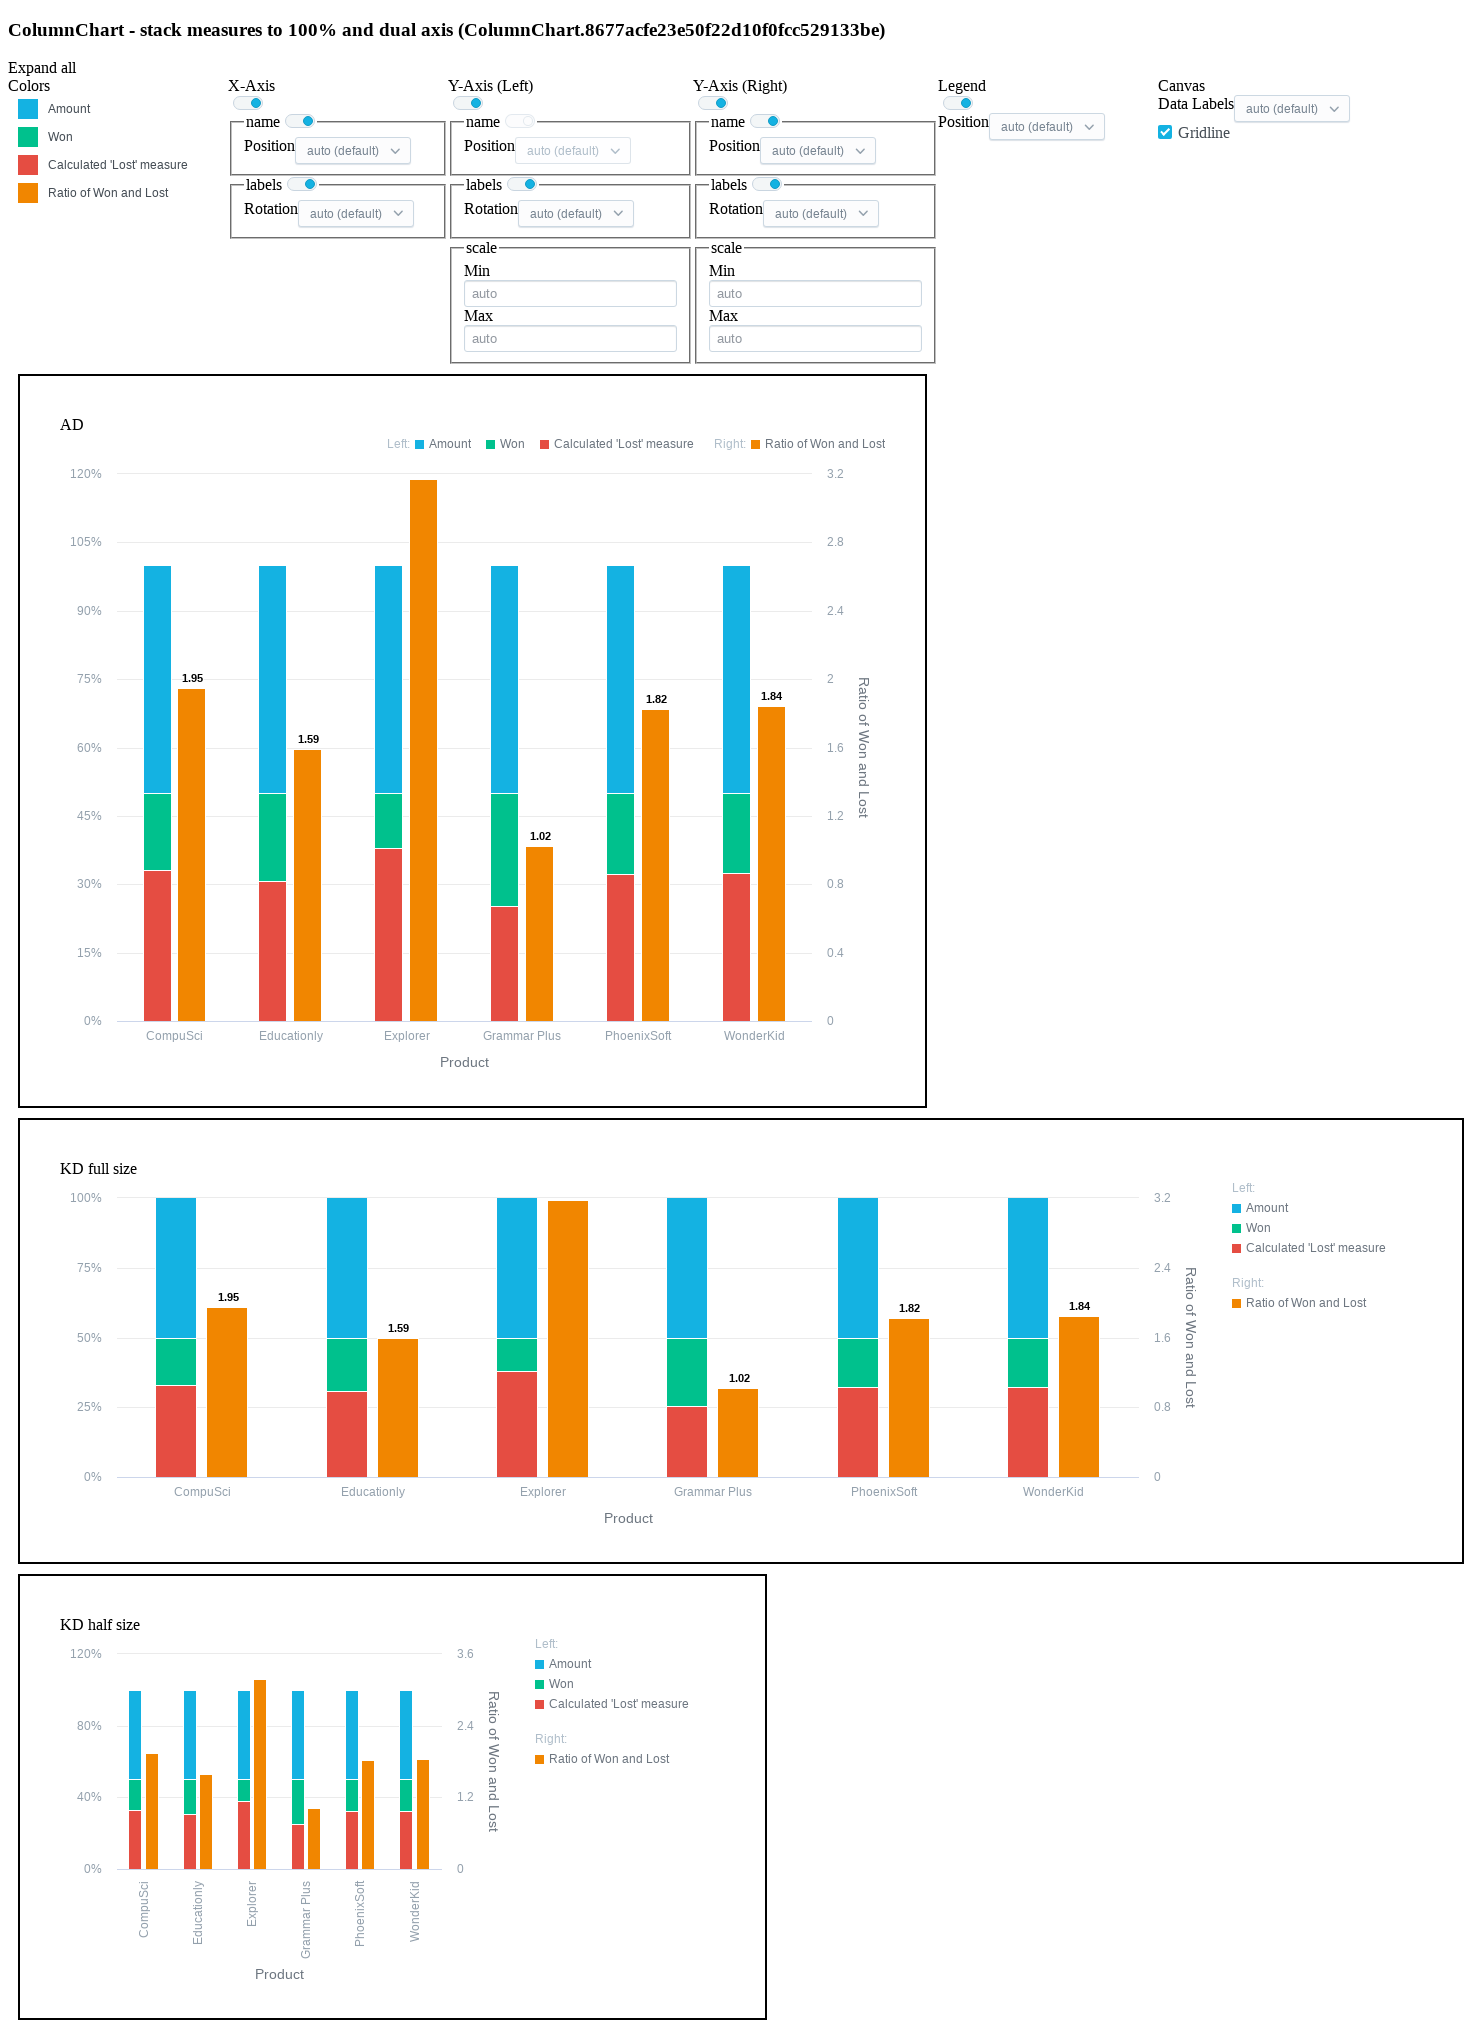 ColumnChart - stack measures to 100% and dual axis (ColumnChart.8677acfe23e50f22d10f0fcc529133be)
Expand all
Colors
Amount
Won
Calculated 'Lost' measure
Ratio of Won and Lost
X-Axis
name
Position auto (default)
labels
Rotation auto (default)
Y-Axis (Left)
name
Position auto (default)
labels
Rotation auto (default)
scale
Min
auto
Max
auto
Y-Axis (Right)
name
Position auto (default)
labels
Rotation auto (default)
scale
Min
auto
Max
auto
Legend
Position auto (default)
Canvas
Data Labels auto (default)
Gridline
AD
Left: Amount Won Calculated 'Lost' measure Right: Ratio of Won and Lost
120% 3.2
105% 2.8
90% 2.4
75% 2
60% 1.6
45% 1.2
30% 0.8
15% 0.4
0% 0
1.95
1.59
1.02
1.82
1.84
Ratio of Won and Lost
CompuSci Educationly Explorer Grammar Plus PhoenixSoft WonderKid
Product
KD full size
100% 3.2
75% 2.4
50% 1.6
25% 0.8
0% 0
1.95
1.59
1.02
1.82
1.84
Ratio of Won and Lost
Left:
Amount
Won
Calculated 'Lost' measure
Right:
Ratio of Won and Lost
CompuSci Educationly Explorer Grammar Plus PhoenixSoft WonderKid
Product
KD half size
120% 3.6
80% 2.4
40% 1.2
0% 0
Ratio of Won and Lost
Left:
Amount
Won
Calculated 'Lost' measure
Right:
Ratio of Won and Lost
CompuSci
Educationly
Explorer
Grammar Plus
PhoenixSoft
WonderKid
Product